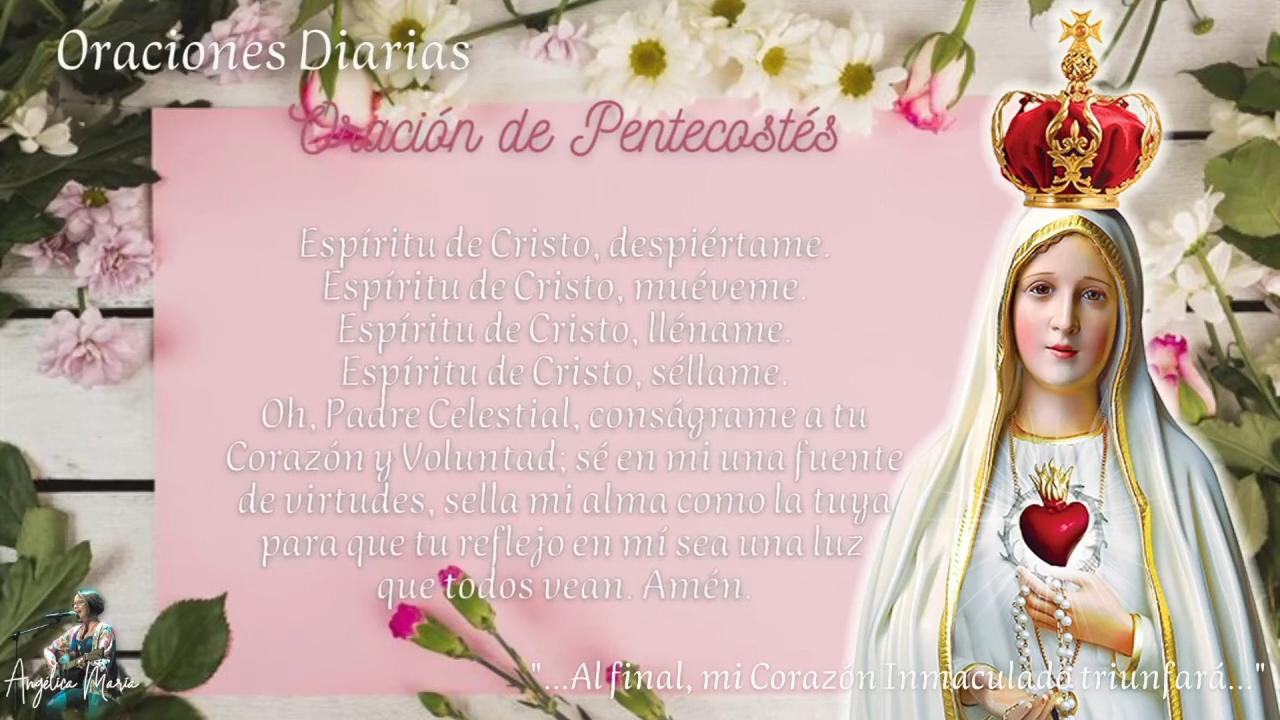 Oraciones Diarias
Oración de Pentecostés
Espíritu de Cristo, despiértame.
Espíritu de Cristo, muéveme.
Espíritu de Cristo, lléname.
Espíritu de Cristo, séllame.
Oh, Padre Celestial, conságrame a tu
Corazón y Voluntad; sé en mi una fuente
de virtudes, sella mi alma como la tuya
para que tu reflejo en mí sea una luz
que todos vean. Amén.
"...Al final, mi Corazón Inmaculado triunfará..."
Angélica María